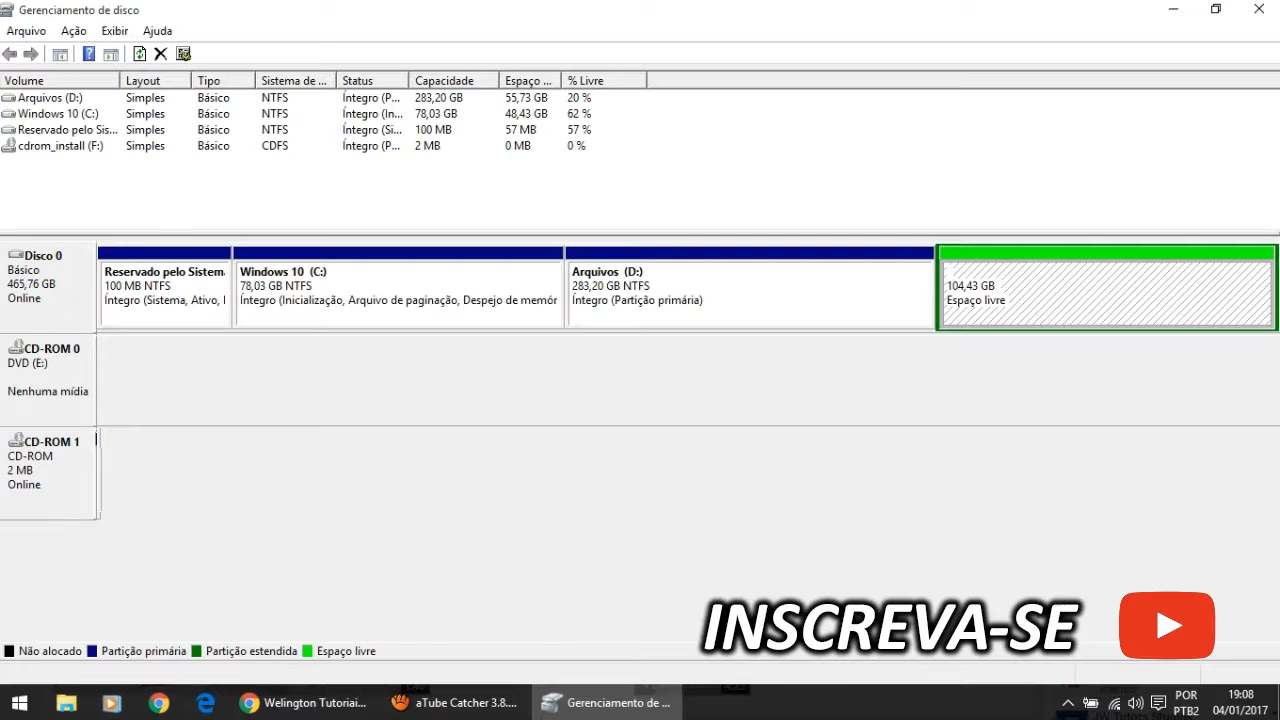 Gerenciamento de disco
Arquivo Ação Exibir Ajuda
Volume Layout Tipo Sistema de ... Status Capacidade Espaço ... % Livre
Arquivos (D:) Simples Básico NTFS Íntegro (P... 283,20 GB 55,73 GB 20 %
Windows 10 (C:) Simples Básico NTFS Íntegro (In... 78,03 GB 48,43 GB 62 %
Reservado pelo Sis... Simples Básico NTFS Íntegro (Si... 100 MB 57 MB 57 %
cdrom_install (F:) Simples Básico CDFS Íntegro (P... 2 MB 0 MB 0 %
Disco 0
Básico
465,76 GB
Online
Reservado pelo Sistem
100 MB NTFS
Íntegro (Sistema, Ativo, I
Windows 10 (C:)
78,03 GB NTFS
Íntegro (Inicialização, Arquivo de paginação, Despejo de memór
Arquivos (D:)
283,20 GB NTFS
Íntegro (Partição primária)
104,43 GB
Espaço livre
CD-ROM 0
DVD (E:)
Nenhuma mídia
CD-ROM 1
CD-ROM
2 MB
Online
INSCREVA-SE
Não alocado Partição primária Partição estendida Espaço livre
Welington Tutoriai... aTube Catcher 3.8.... Gerenciamento de ...
POR
PTB2
19:08
04/01/2017